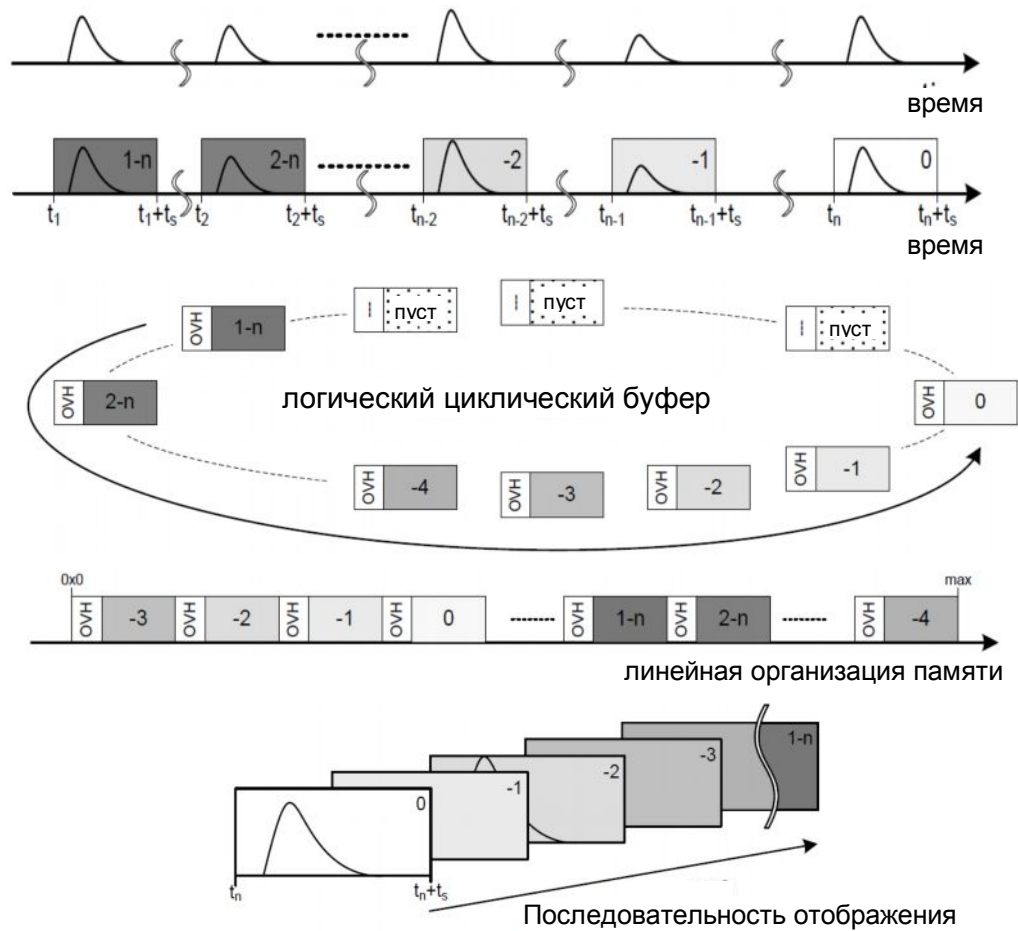 время
1-n 2-n -2 -1 0
t₁ t₁+tₛ t₂ t₂+tₛ tₙ₋₂ tₙ₋₂+tₛ tₙ₋₁ tₙ₋₁+tₛ tₙ tₙ+tₛ
время
-- пуст -- пуст
OVH 1-n -- пуст
OVH 2-n логический циклический буфер OVH 0
OVH -4 OVH -3 OVH -2 OVH -1
0x0 max
OVH -3 OVH -2 OVH -1 OVH 0 OVH 1-n OVH 2-n OVH -4
линейная организация памяти
0 -1 -2 -3 1-n
tₙ tₙ+tₛ
Последовательность отображения